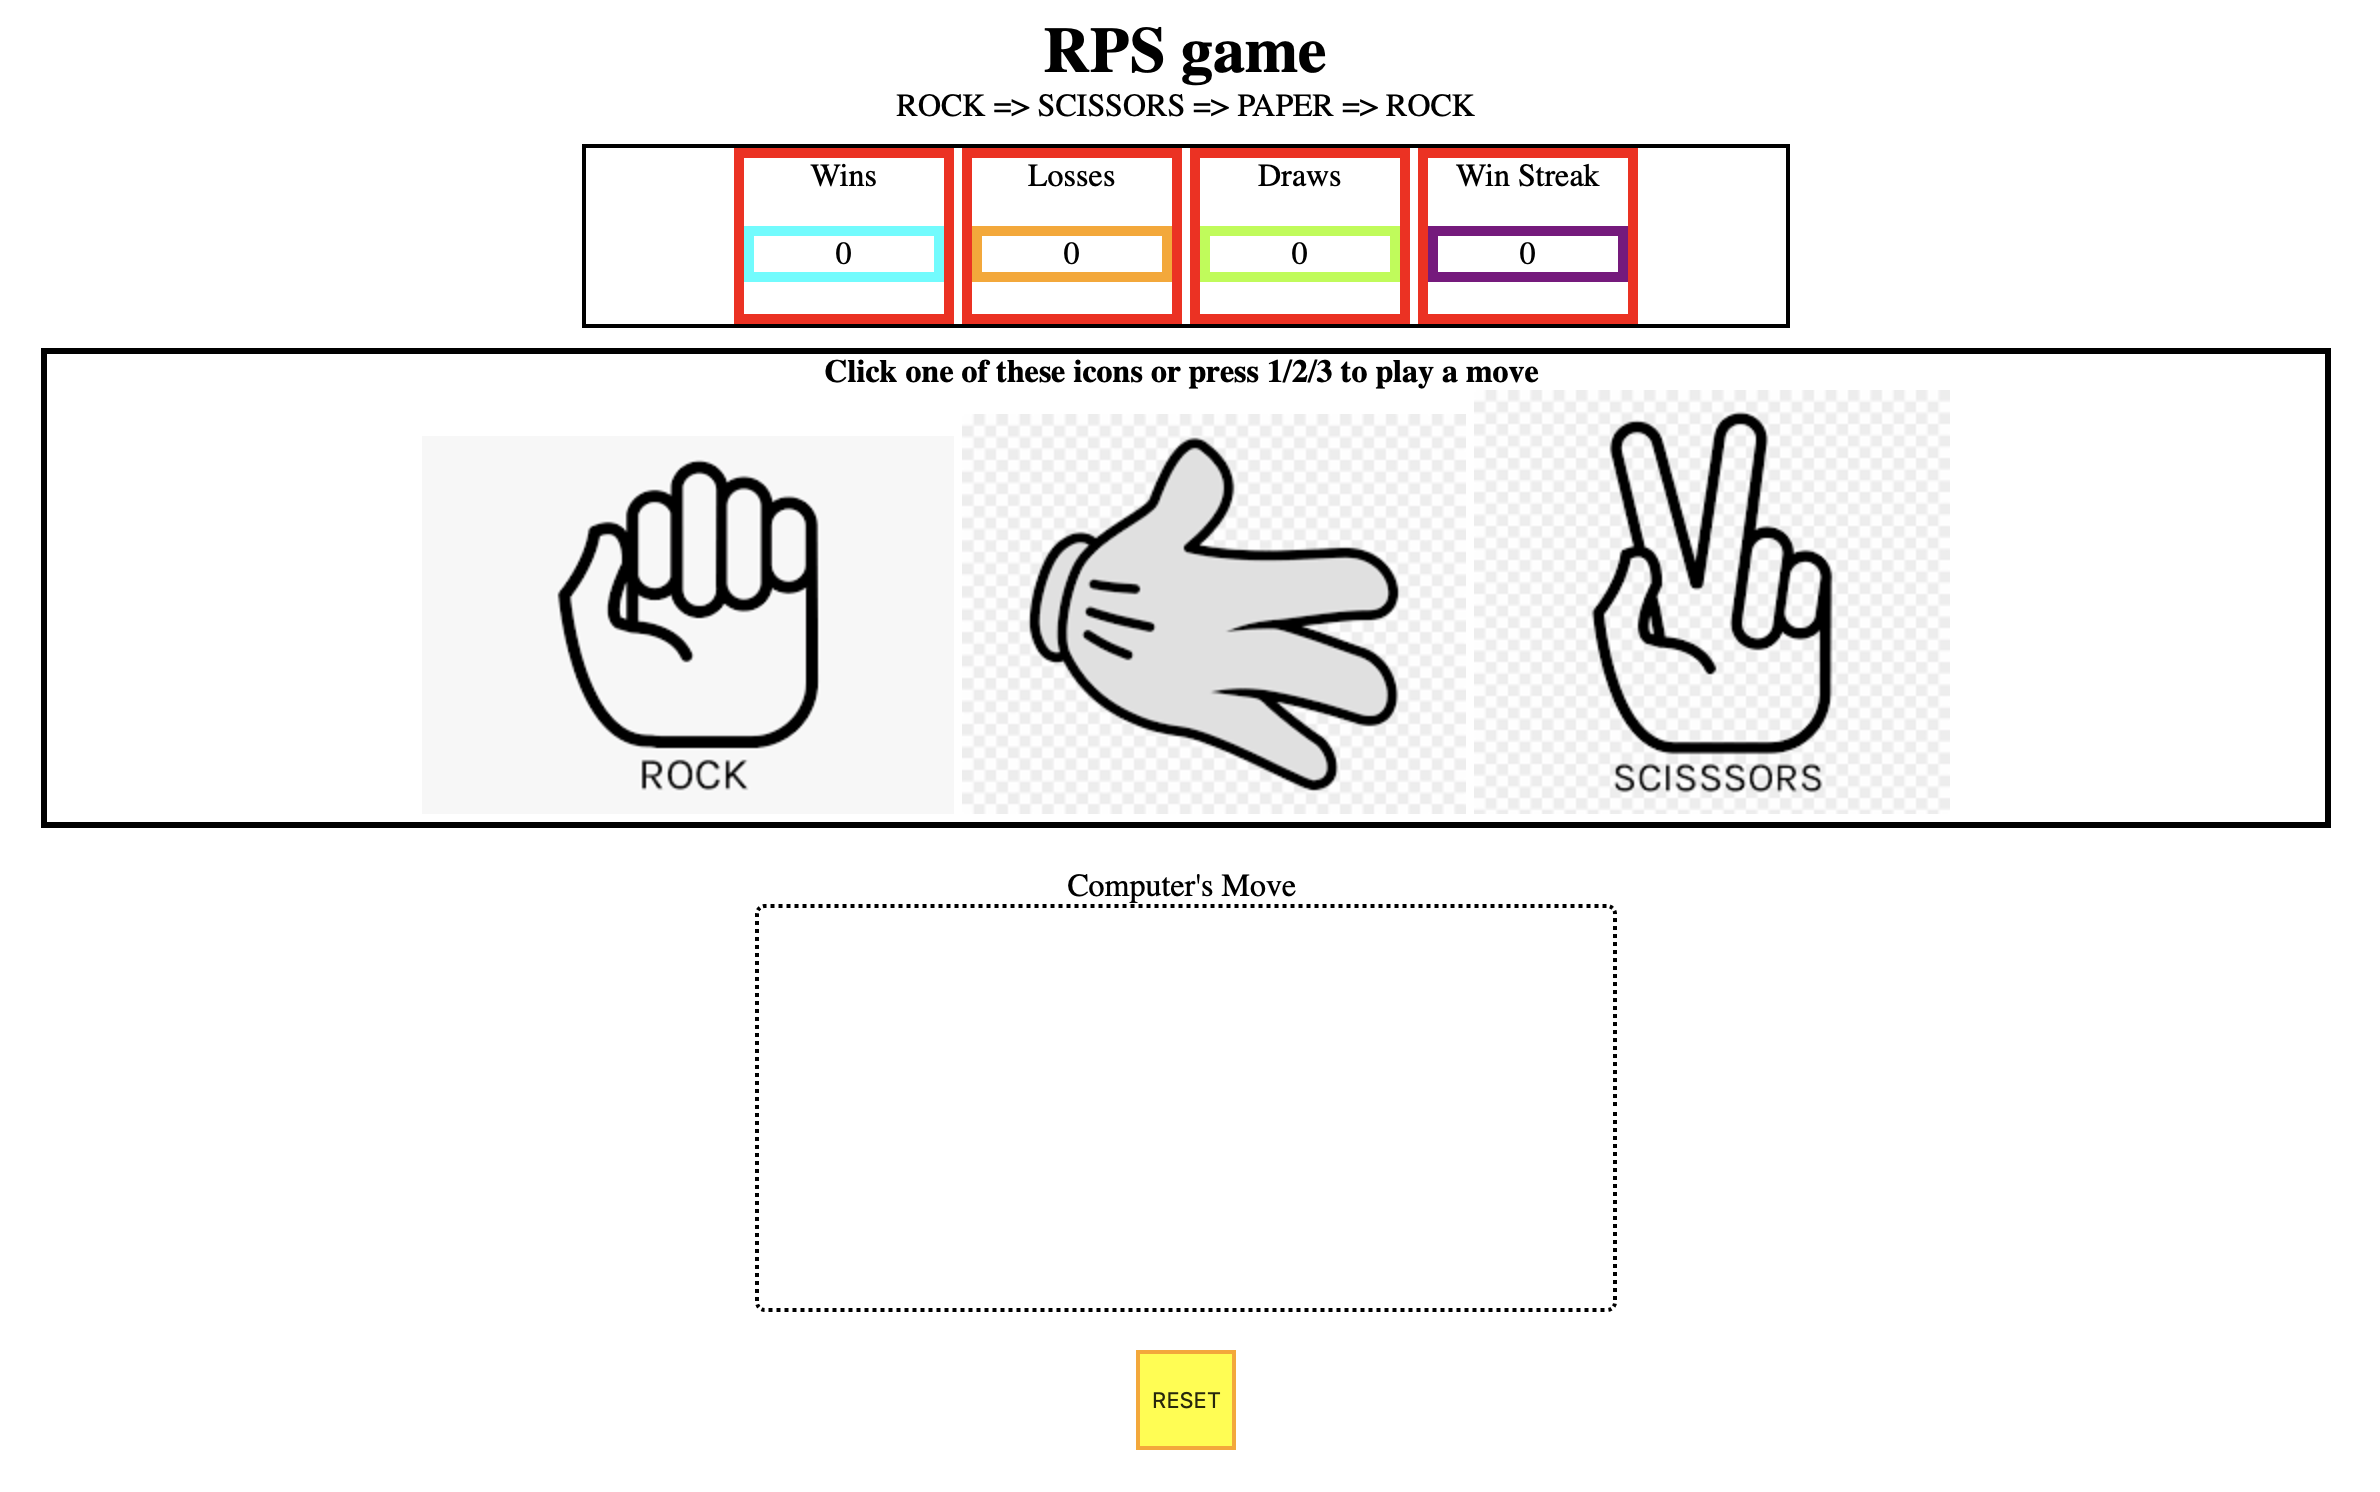 RPS game
ROCK => SCISSORS => PAPER => ROCK
Wins
Losses
Draws
Win Streak
0
0
0
0
Click one of these icons or press 1/2/3 to play a move
ROCK
SCISSSORS
Computer's Move
RESET